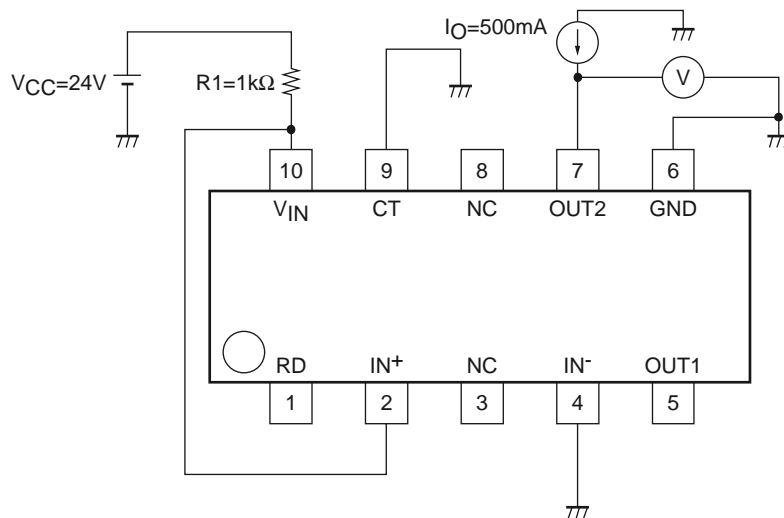 IO=500mA
VCC=24V
R1=1kΩ
V
10
9
8
7
6
VIN
CT
NC
OUT2
GND
RD
IN+
NC
IN-
OUT1
1
2
3
4
5